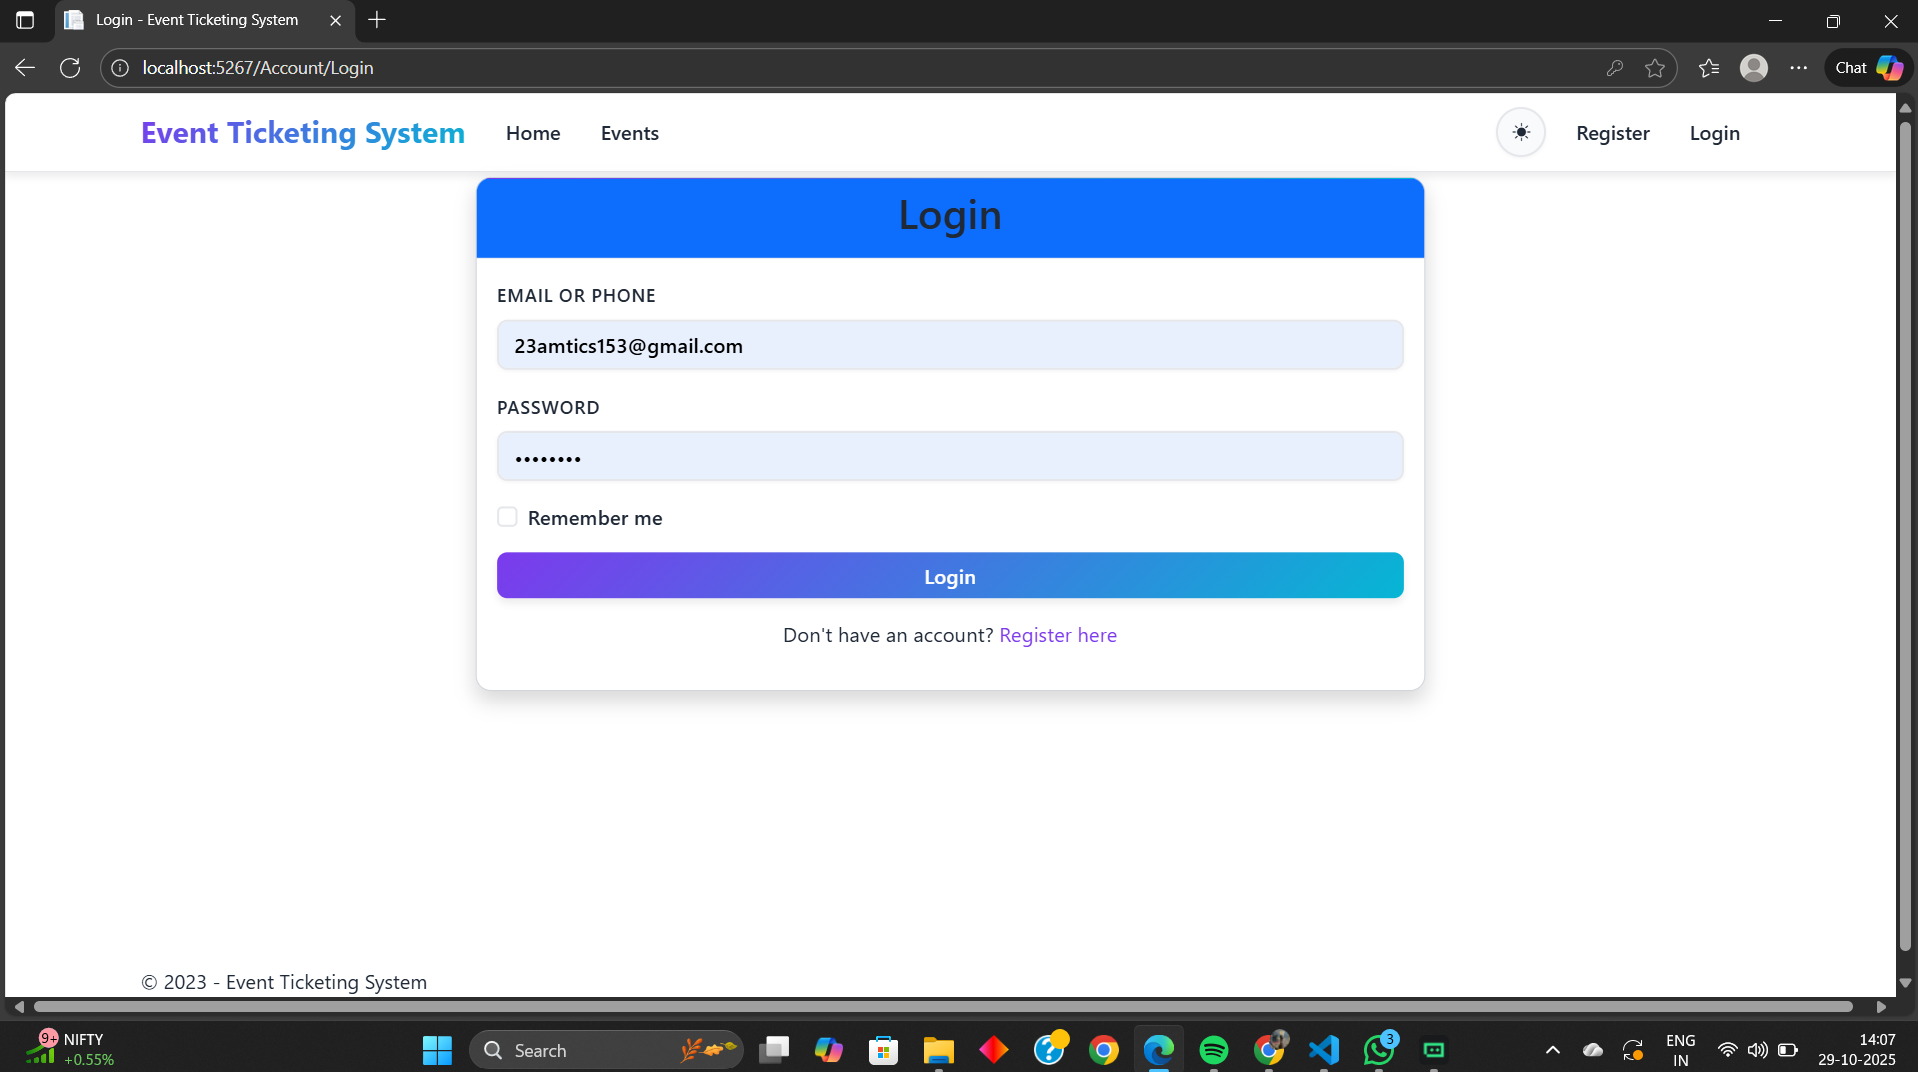 Login - Event Ticketing System
localhost:5267/Account/Login
Chat
Event Ticketing System
Home
Events
Register
Login
Login
EMAIL OR PHONE
23amtics153@gmail.com
PASSWORD
••••••••
Remember me
Login
Don't have an account? Register here
© 2023 - Event Ticketing System
9+
NIFTY
+0.55%
Search
3
ENG
IN
14:07
29-10-2025